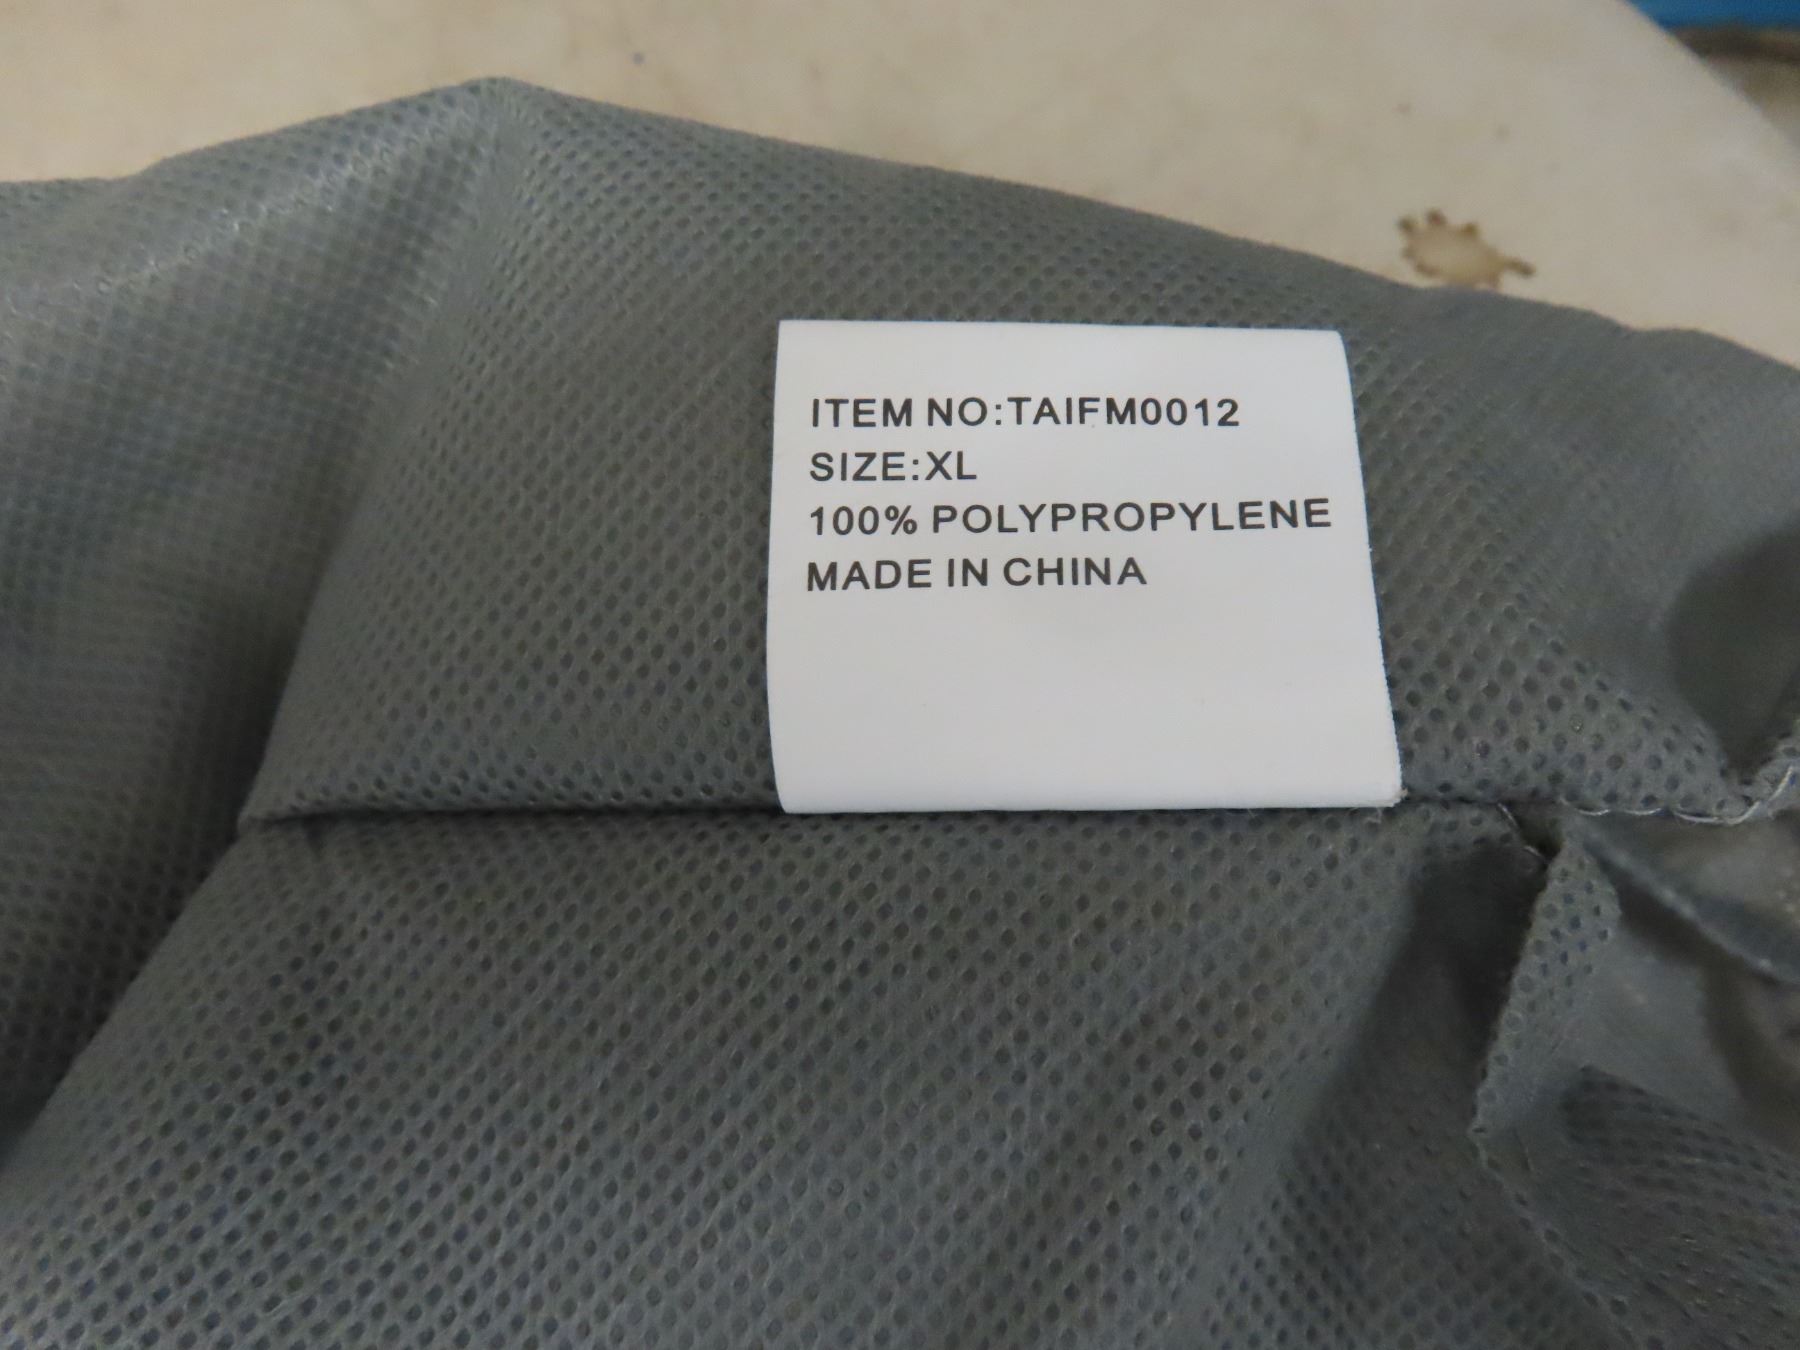 ITEM NO:TAIFM0012
SIZE:XL
100% POLYPROPYLENE
MADE IN CHINA